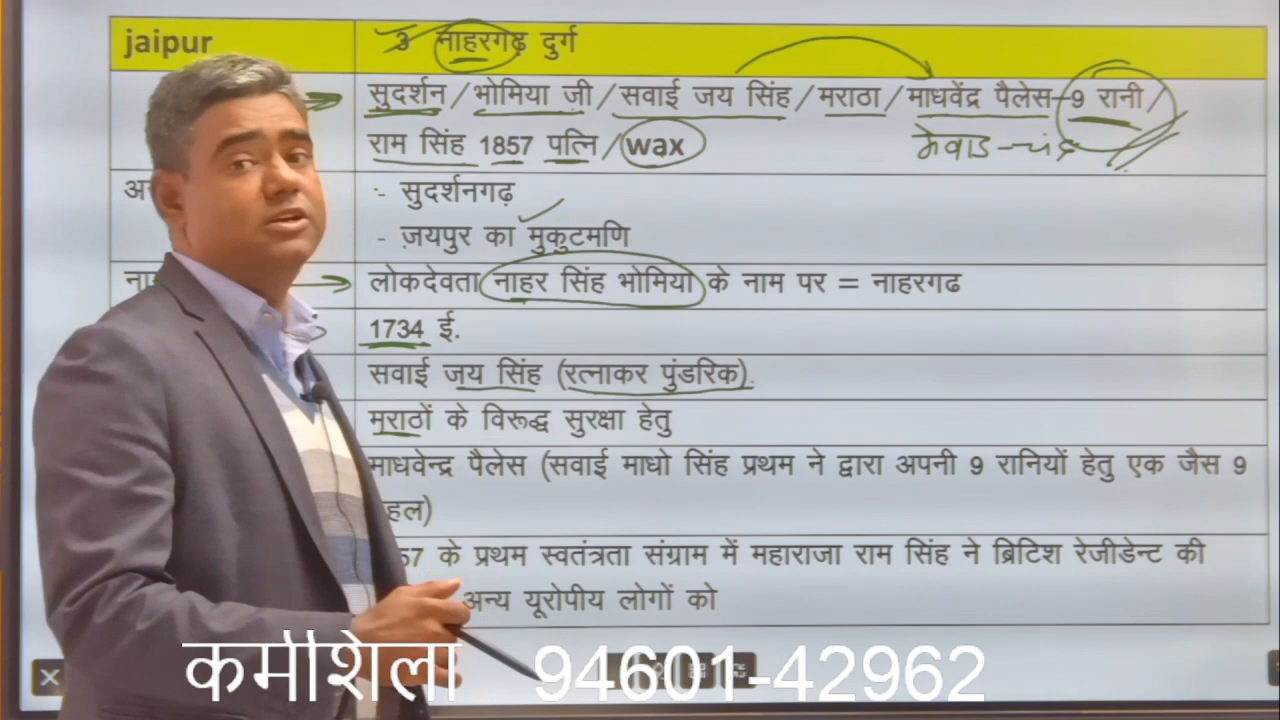 jaipur
3 नाहरगढ़ दुर्ग
सुदर्शन/भोमिया जी/सवाई जय सिंह/मराठा/माधवेंद्र पैलेस-9 रानी/
राम सिंह 1857 पत्नि/wax
- सुदर्शनगढ़
- ज़यपुर का मुकुटमणि
लोकदेवता नाहर सिंह भोमिया के नाम पर = नाहरगढ
1734 ई.
सवाई जय सिंह (रत्नाकर पुंडरिक).
मराठों के विरूद्ध सुरक्षा हेतु
माधवेन्द्र पैलेस (सवाई माधो सिंह प्रथम ने द्वारा अपनी 9 रानियों हेतु एक जैस 9
हल)
57 के प्रथम स्वतंत्रता संग्राम में महाराजा राम सिंह ने ब्रिटिश रेजीडेन्ट की
अन्य यूरोपीय लोगों को
कर्मशिला 94601-42962